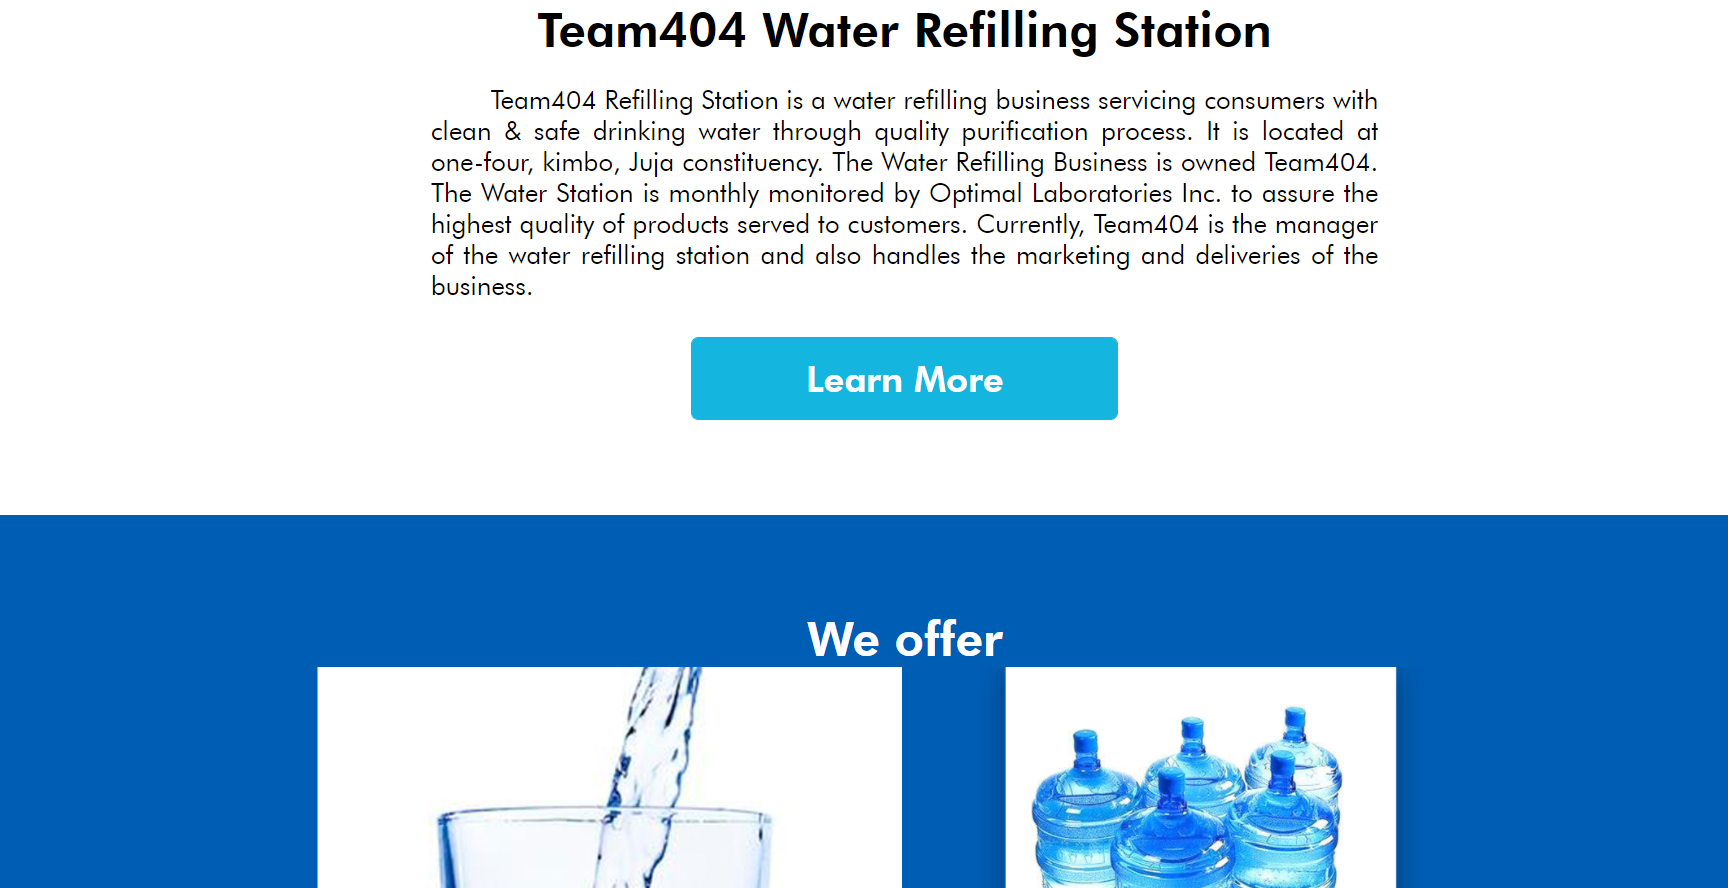 Team404 Water Refilling Station
Team404 Refilling Station is a water refilling business servicing consumers with
clean & safe drinking water through quality purification process. It is located at
one-four, kimbo, Juja constituency. The Water Refilling Business is owned Team404.
The Water Station is monthly monitored by Optimal Laboratories Inc. to assure the
highest quality of products served to customers. Currently, Team404 is the manager
of the water refilling station and also handles the marketing and deliveries of the
business.
Learn More
We offer